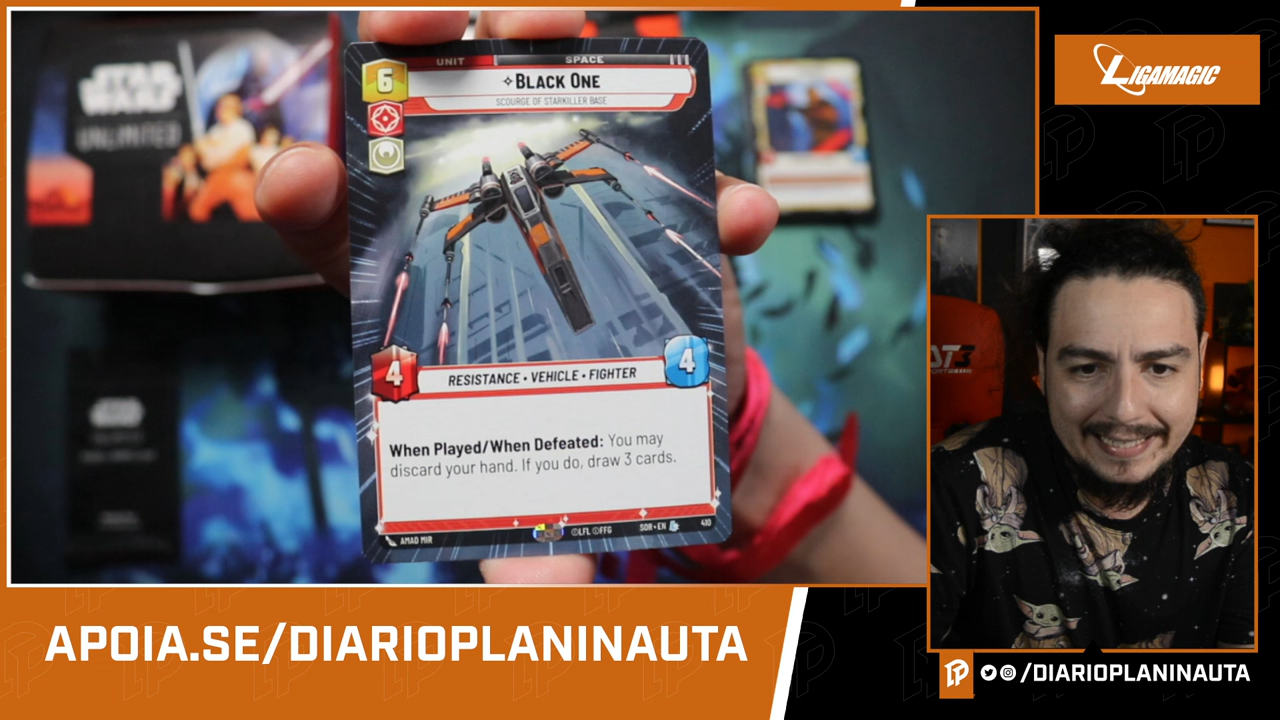 STAR
WARS
UNLIMITED
UNIT
SPACE
6
BLACK ONE
SCOURGE OF STARKILLER BASE
4
4
RESISTANCE • VEHICLE • FIGHTER
When Played/When Defeated: You may
discard your hand. If you do, draw 3 cards.
AMAD MIR
©LFL ©FFG
SOR • EN
410
LIGAMAGIC
APOIA.SE/DIARIOPLANINAUTA
/DIARIOPLANINAUTA